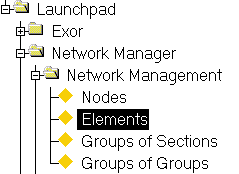 Launchpad
Exor
Network Manager
Network Management
Nodes
Elements
Groups of Sections
Groups of Groups